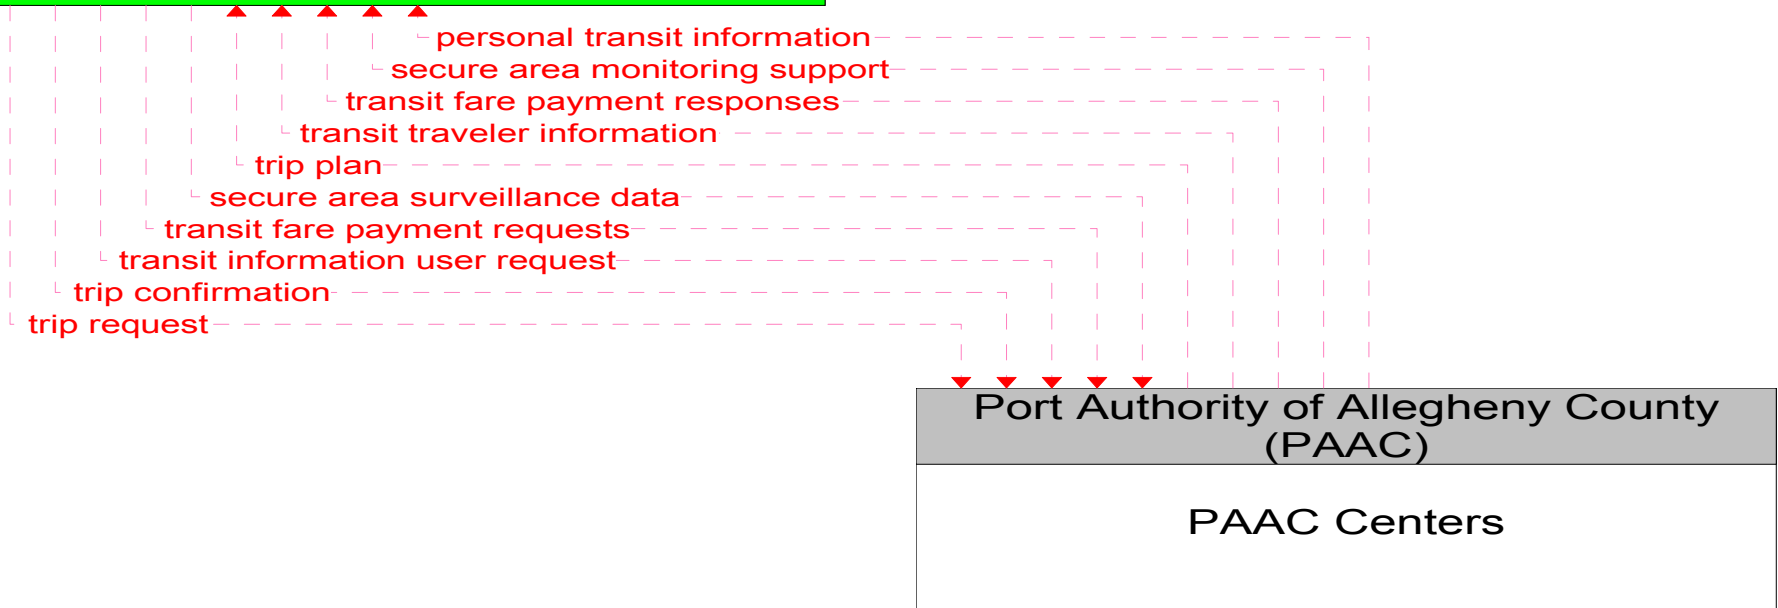 personal transit information
secure area monitoring support
transit fare payment responses
transit traveler information
trip plan
secure area surveillance data
transit fare payment requests
transit information user request
trip confirmation
trip request
Port Authority of Allegheny County
(PAAC)
PAAC Centers